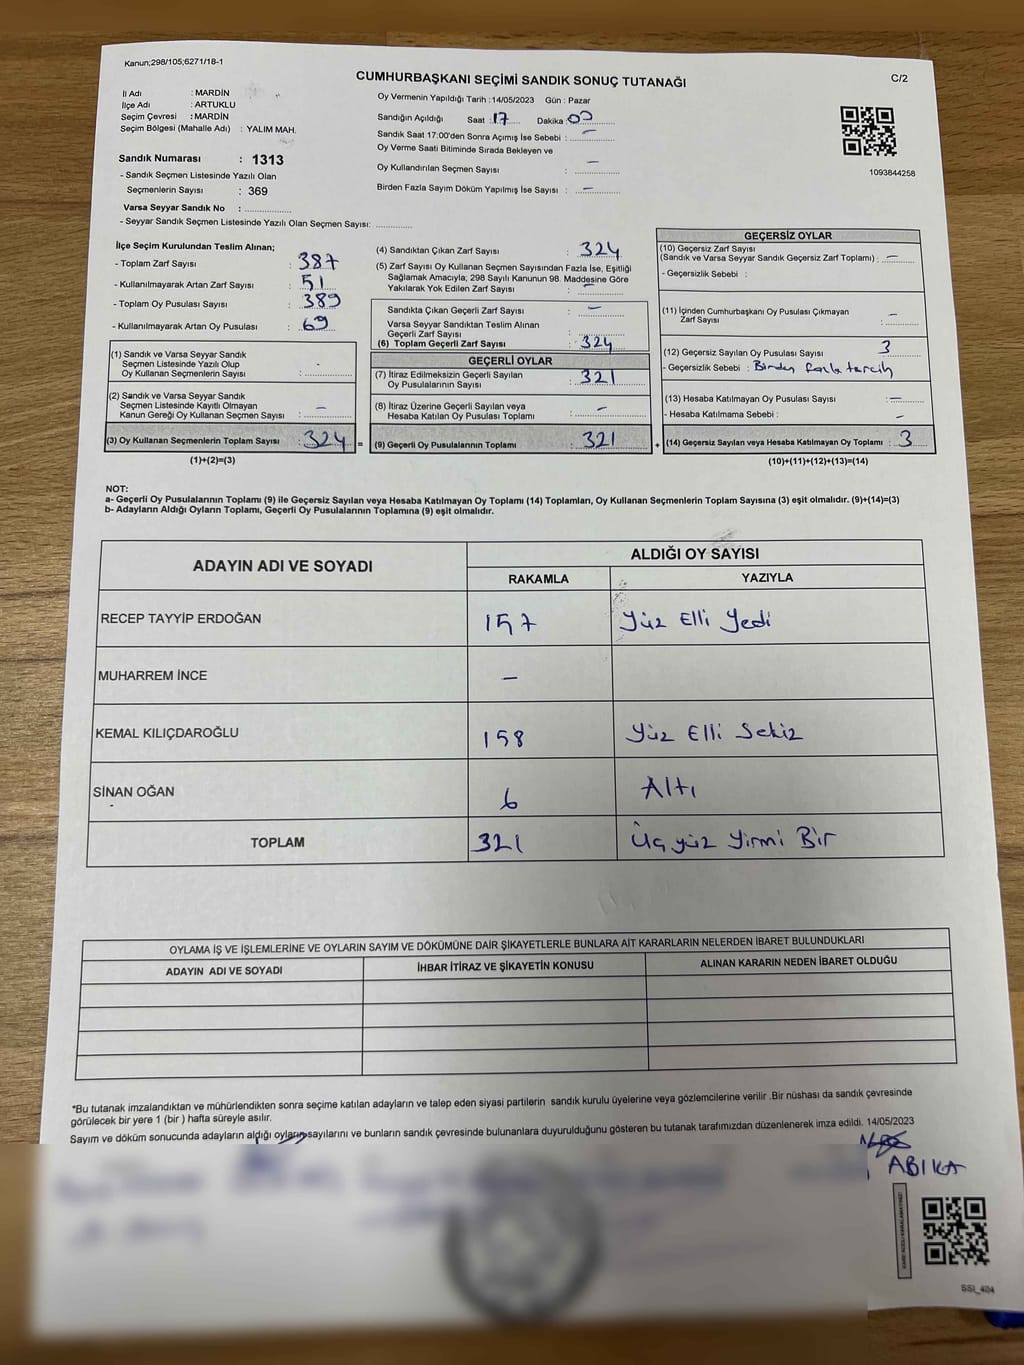 Kanun;298/105;6271/18-1
CUMHURBAŞKANI SEÇİMİ SANDIK SONUÇ TUTANAĞI
C/2
İl Adı : MARDİN
İlçe Adı : ARTUKLU
Seçim Çevresi : MARDİN
Seçim Bölgesi (Mahalle Adı) : YALIM MAH.
Sandık Numarası : 1313
- Sandık Seçmen Listesinde Yazılı Olan
Seçmenlerin Sayısı : 369
Varsa Seyyar Sandık No : ................
- Seyyar Sandık Seçmen Listesinde Yazılı Olan Seçmen Sayısı: ............
Oy Vermenin Yapıldığı Tarih :14/05/2023 Gün : Pazar
Sandığın Açıldığı Saat : 17 Dakika :
Sandık Saat 17:00'den Sonra Açımış İse Sebebi : –
Oy Verme Saati Bitiminde Sırada Bekleyen ve
Oy Kullandırılan Seçmen Sayısı : –
Birden Fazla Sayım Döküm Yapılmış İse Sayısı : –
1093844258
İlçe Seçim Kurulundan Teslim Alınan;
- Toplam Zarf Sayısı : 387
- Kullanılmayarak Artan Zarf Sayısı : 51
- Toplam Oy Pusulası Sayısı : 389
- Kullanılmayarak Artan Oy Pusulası : 69
(1) Sandık ve Varsa Seyyar Sandık
Seçmen Listesinde Yazılı Olup
Oy Kullanan Seçmenlerin Sayısı : -
(2) Sandık ve Varsa Seyyar Sandık
Seçmen Listesinde Kayıtlı Olmayan
Kanun Gereği Oy Kullanan Seçmen Sayısı : –
(3) Oy Kullanan Seçmenlerin Toplam Sayısı : 324 =
(1)+(2)=(3)
(4) Sandıktan Çıkan Zarf Sayısı : 324
(5) Zarf Sayısı Oy Kullanan Seçmen Sayısından Fazla İse, Eşitliği
Sağlamak Amacıyla; 298 Sayılı Kanunun 98. Maddesine Göre
Yakılarak Yok Edilen Zarf Sayısı : –
Sandıkta Çıkan Geçerli Zarf Sayısı : –
Varsa Seyyar Sandıktan Teslim Alınan
Geçerli Zarf Sayısı :
(6) Toplam Geçerli Zarf Sayısı : 324
GEÇERLİ OYLAR
(7) İtiraz Edilmeksizin Geçerli Sayılan
Oy Pusulalarının Sayısı : 321
(8) İtiraz Üzerine Geçerli Sayılan veya
Hesaba Katılan Oy Pusulası Toplamı : –
(9) Geçerli Oy Pusulalarının Toplamı : 321 +
GEÇERSİZ OYLAR
(10) Geçersiz Zarf Sayısı
(Sandık ve Varsa Seyyar Sandık Geçersiz Zarf Toplamı) : –
- Geçersizlik Sebebi :
(11) İçinden Cumhurbaşkanı Oy Pusulası Çıkmayan
Zarf Sayısı : –
(12) Geçersiz Sayılan Oy Pusulası Sayısı : 3
- Geçersizlik Sebebi : Birden fazla tercih
(13) Hesaba Katılmayan Oy Pusulası Sayısı : –
- Hesaba Katılmama Sebebi : –
(14) Geçersiz Sayılan veya Hesaba Katılmayan Oy Toplamı : 3
(10)+(11)+(12)+(13)=(14)
NOT:
a- Geçerli Oy Pusulalarının Toplamı (9) ile Geçersiz Sayılan veya Hesaba Katılmayan Oy Toplamı (14) Toplamları, Oy Kullanan Seçmenlerin Toplam Sayısına (3) eşit olmalıdır. (9)+(14)=(3)
b- Adayların Aldığı Oyların Toplamı, Geçerli Oy Pusulalarının Toplamına (9) eşit olmalıdır.
ADAYIN ADI VE SOYADI
ALDIĞI OY SAYISI
RAKAMLA YAZIYLA
RECEP TAYYİP ERDOĞAN 157 Yüz Elli Yedi
MUHARREM İNCE –
KEMAL KILIÇDAROĞLU 158 Yüz Elli Sekiz
SİNAN OĞAN 6 Altı
TOPLAM 321 Üçyüz Yirmi Bir
OYLAMA İŞ VE İŞLEMLERİNE VE OYLARIN SAYIM VE DÖKÜMÜNE DAİR ŞİKAYETLERLE BUNLARA AİT KARARLARIN NELERDEN İBARET BULUNDUKLARI
ADAYIN ADI VE SOYADI İHBAR İTİRAZ VE ŞİKAYETİN KONUSU ALINAN KARARIN NEDEN İBARET OLDUĞU
*Bu tutanak imzalandıktan ve mühürlendikten sonra seçime katılan adayların ve talep eden siyasi partilerin sandık kurulu üyelerine veya gözlemcilerine verilir .Bir nüshası da sandık çevresinde
görülecek bir yere 1 (bir ) hafta süreyle asılır.
Sayım ve döküm sonucunda adayların aldığı oyların sayılarını ve bunların sandık çevresinde bulunanlara duyurulduğunu gösteren bu tutanak tarafımızdan düzenlenerek imza edildi. 14/05/2023
ABIKA
SSI_404